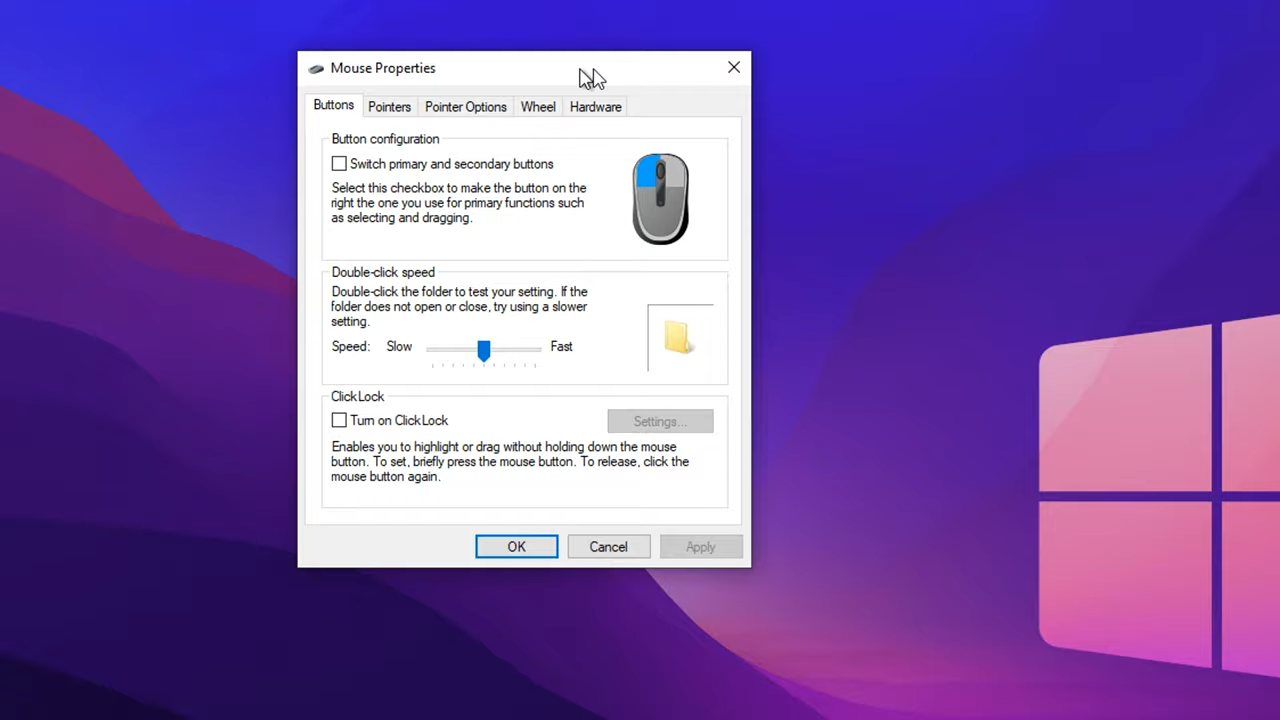 Mouse Properties
Buttons Pointers Pointer Options Wheel Hardware
Button configuration
Switch primary and secondary buttons
Select this checkbox to make the button on the
right the one you use for primary functions such
as selecting and dragging.
Double-click speed
Double-click the folder to test your setting. If the
folder does not open or close, try using a slower
setting.
Speed: Slow Fast
ClickLock
Turn on ClickLock Settings...
Enables you to highlight or drag without holding down the mouse
button. To set, briefly press the mouse button. To release, click the
mouse button again.
OK Cancel Apply